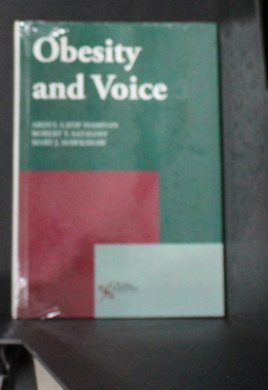 Obesity
and Voice
ABDUL-LATIF HAMDAN
ROBERT T. SATALOFF
MARY J. HAWKSHAW